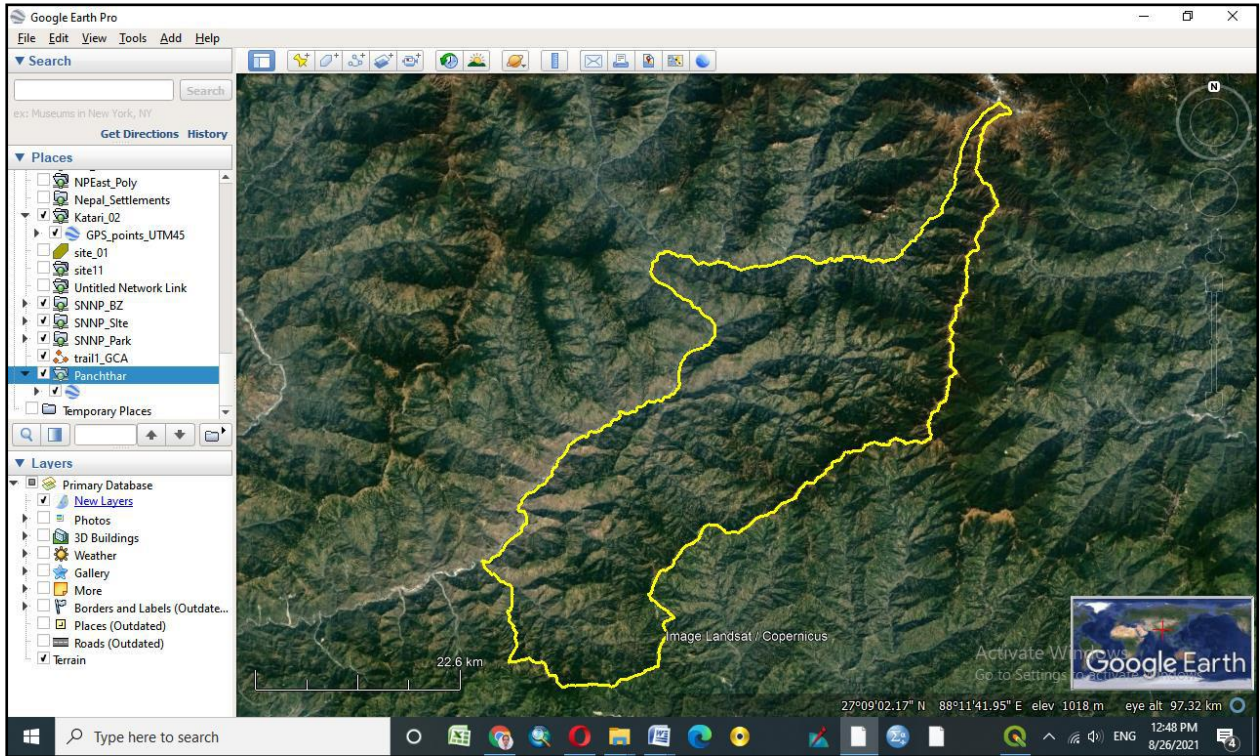 Google Earth Pro
File Edit View Tools Add Help
Search
Search
ex: Museums in New York, NY
Get Directions History
Places
NPEast_Poly
Nepal_Settlements
Katari_02
GPS_points_UTM45
site_01
site11
Untitled Network Link
SNNP_BZ
SNNP_SIte
SNNP_Park
trail1_GCA
Panchthar
Temporary Places
Layers
Primary Database
New Layers
Photos
3D Buildings
Weather
Gallery
More
Borders and Labels (Outdate...
Places (Outdated)
Roads (Outdated)
Terrain
N
Image Landsat / Copernicus
22.6 km
Activate Windows
Go to Settings to activate Windows.
Google Earth
27°09'02.17" N 88°11'41.95" E elev 1018 m eye alt 97.32 km
Type here to search
ENG
12:48 PM
8/26/2021
4